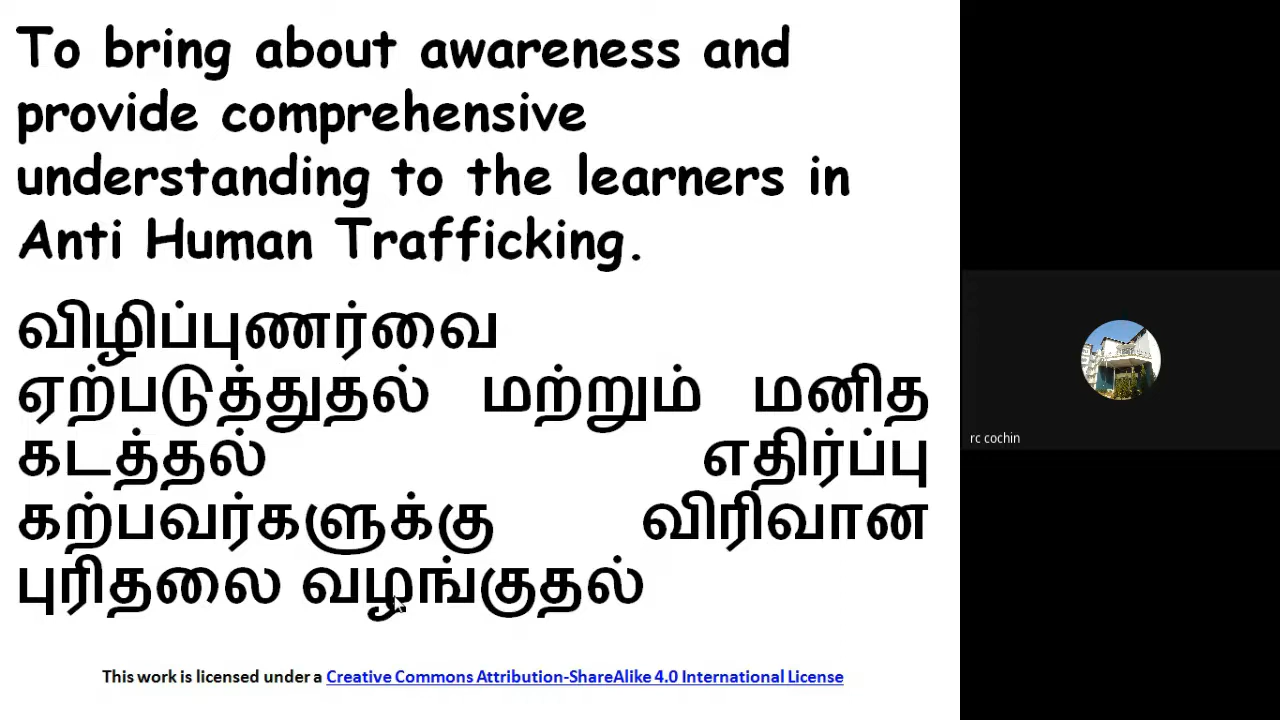 To bring about awareness and
provide comprehensive
understanding to the learners in
Anti Human Trafficking.
விழிப்புணர்வை
ஏற்படுத்துதல் மற்றும் மனித
கடத்தல் எதிர்ப்பு
கற்பவர்களுக்கு விரிவான
புரிதலை வழங்குதல்
This work is licensed under a Creative Commons Attribution-ShareAlike 4.0 International License
rc cochin